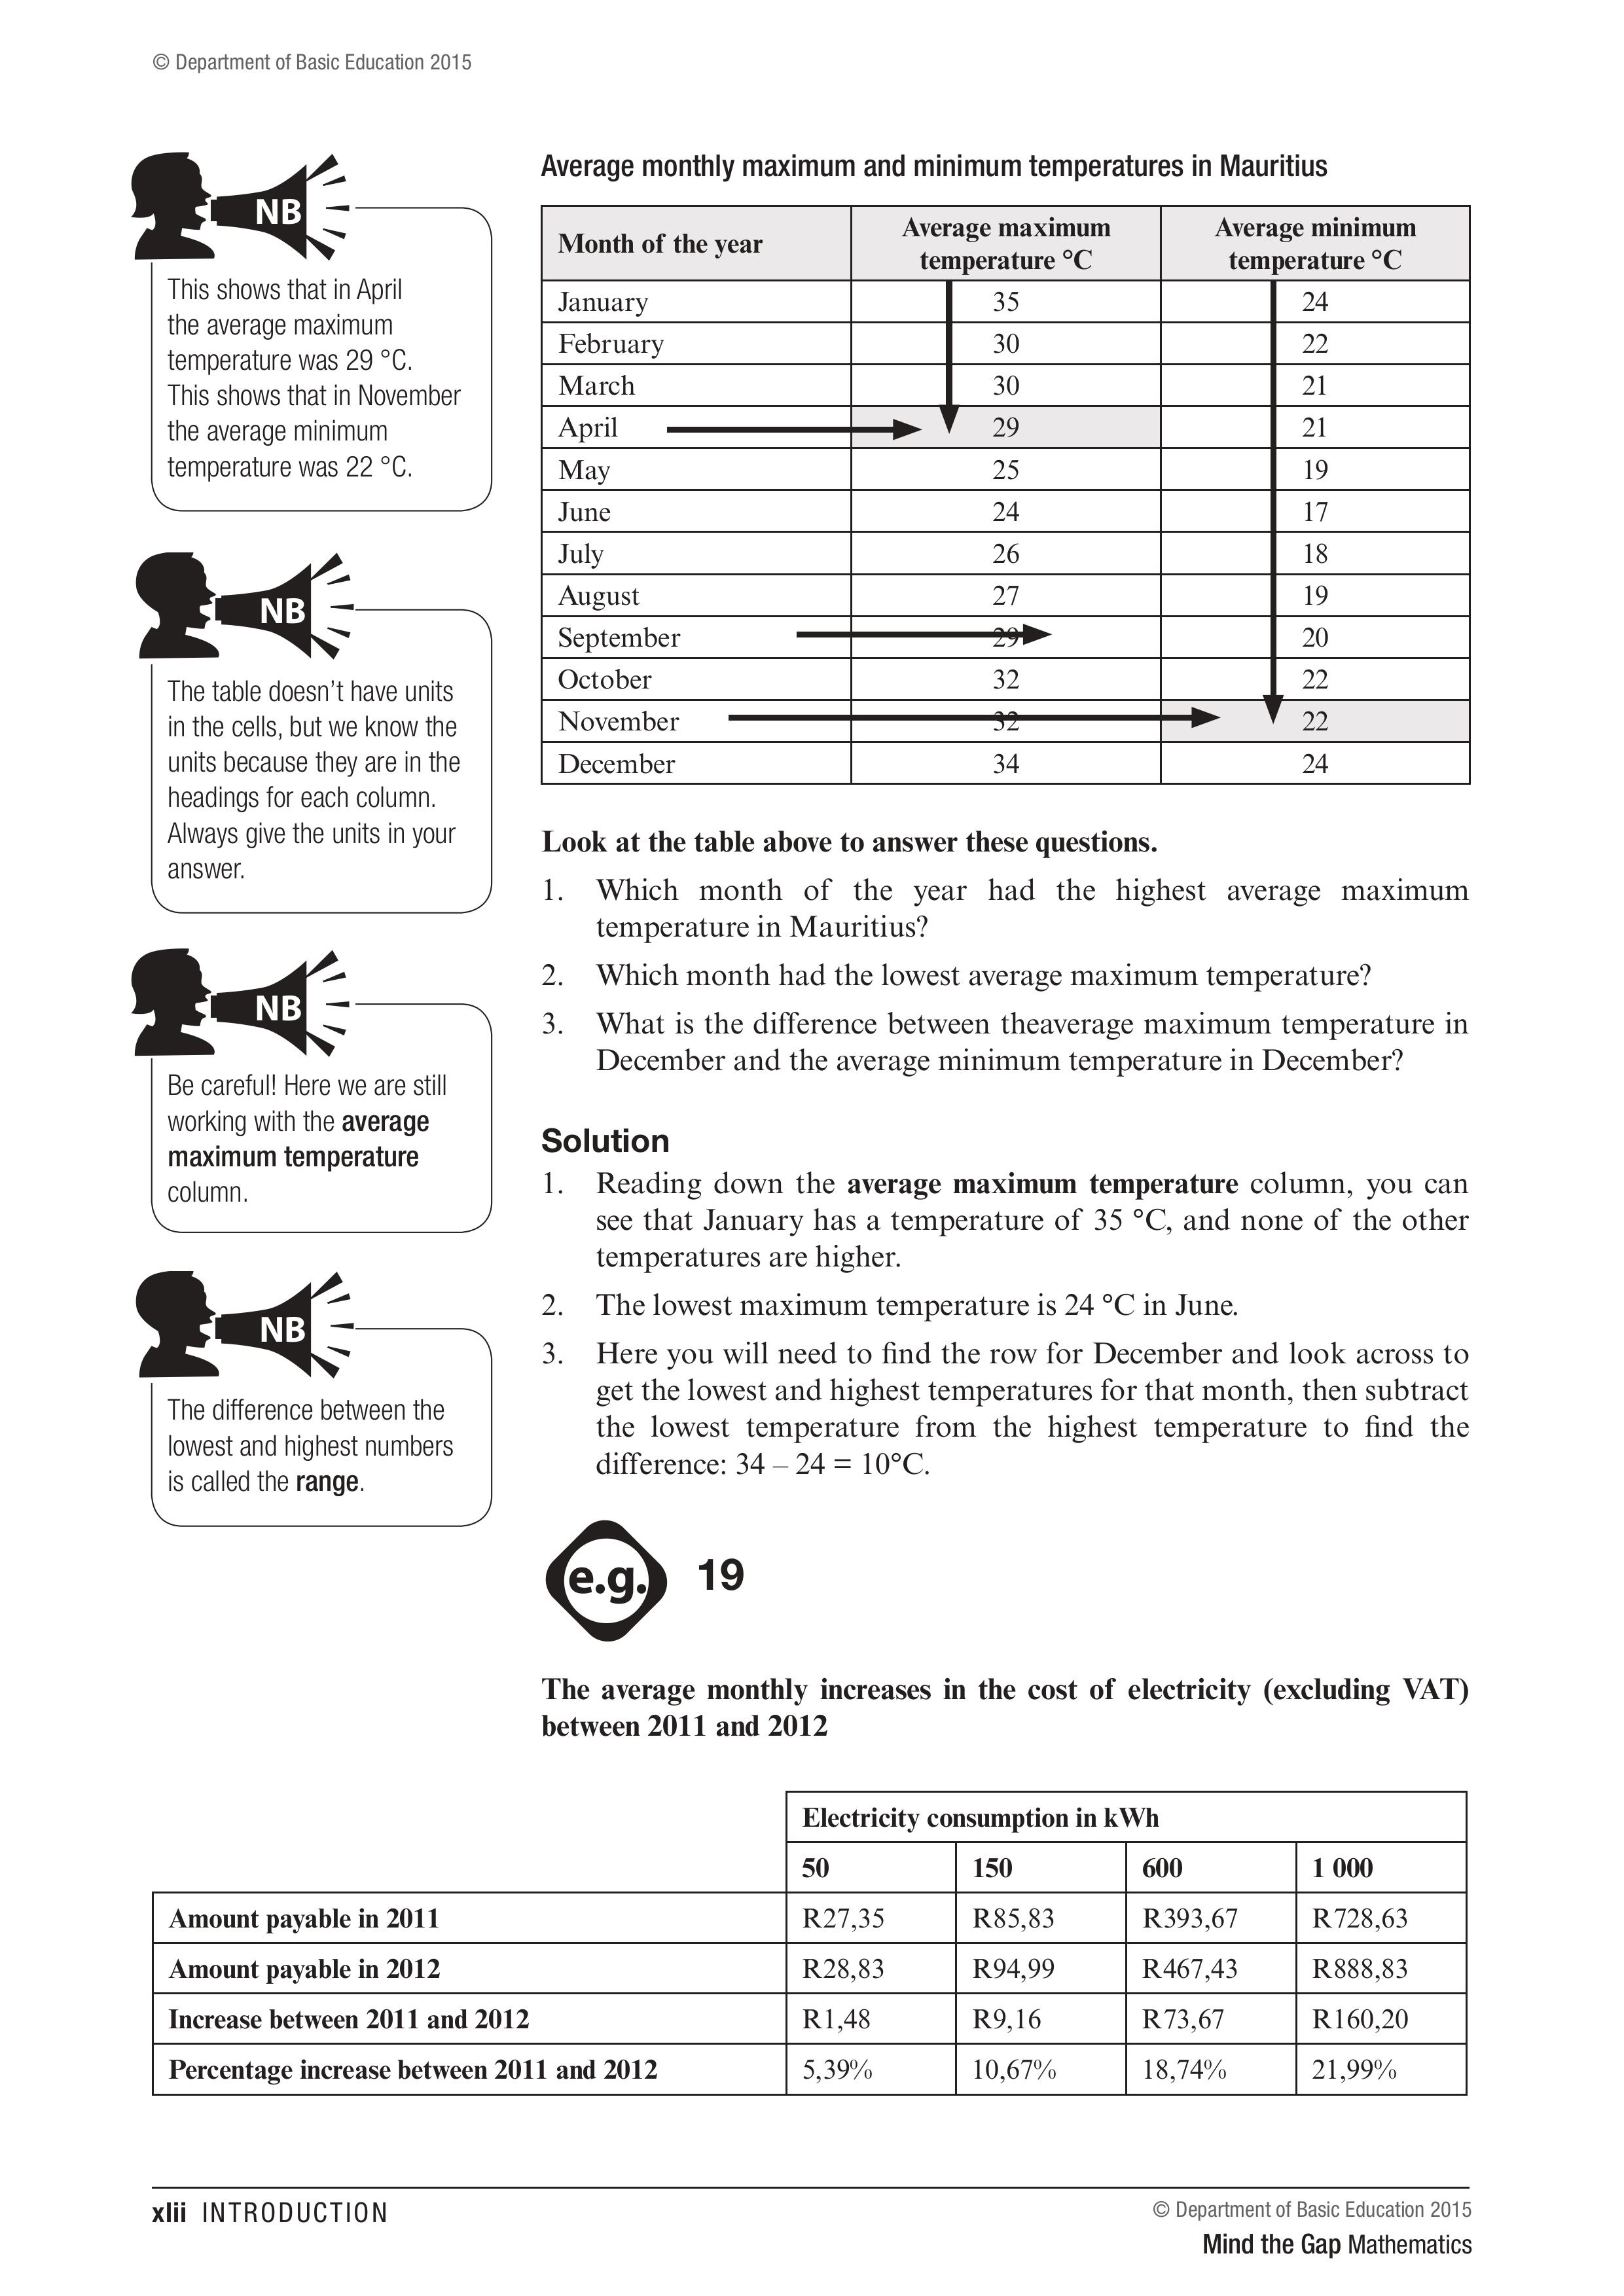 © Department of Basic Education 2015
NB
This shows that in April
the average maximum
temperature was 29 °C.
This shows that in November
the average minimum
temperature was 22 °C.
NB
The table doesn't have units
in the cells, but we know the
units because they are in the
headings for each column.
Always give the units in your
answer.
NB
Be careful! Here we are still
working with the average
maximum temperature
column.
NB
The difference between the
lowest and highest numbers
is called the range.
Average monthly maximum and minimum temperatures in Mauritius
Month of the year Average maximum temperature °C Average minimum temperature °C
January 35 24
February 30 22
March 30 21
April 29 21
May 25 19
June 24 17
July 26 18
August 27 19
September 29 20
October 32 22
November 32 22
December 34 24
Look at the table above to answer these questions.
1. Which month of the year had the highest average maximum
temperature in Mauritius?
2. Which month had the lowest average maximum temperature?
3. What is the difference between theaverage maximum temperature in
December and the average minimum temperature in December?
Solution
1. Reading down the average maximum temperature column, you can
see that January has a temperature of 35 °C, and none of the other
temperatures are higher.
2. The lowest maximum temperature is 24 °C in June.
3. Here you will need to find the row for December and look across to
get the lowest and highest temperatures for that month, then subtract
the lowest temperature from the highest temperature to find the
difference: 34 – 24 = 10°C.
e.g. 19
The average monthly increases in the cost of electricity (excluding VAT)
between 2011 and 2012
Electricity consumption in kWh
50 150 600 1 000
Amount payable in 2011 R27,35 R85,83 R393,67 R728,63
Amount payable in 2012 R28,83 R94,99 R467,43 R888,83
Increase between 2011 and 2012 R1,48 R9,16 R73,67 R160,20
Percentage increase between 2011 and 2012 5,39% 10,67% 18,74% 21,99%
xlii INTRODUCTION
© Department of Basic Education 2015
Mind the Gap Mathematics